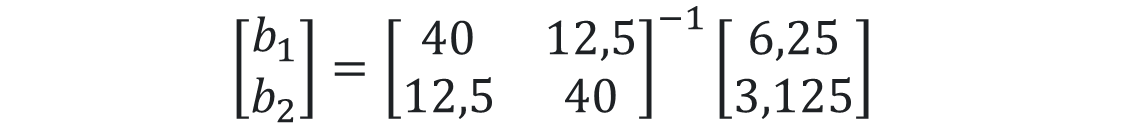 [b₁ b₂] = [40 12,5 12,5 40]⁻¹ [6,25 3,125]